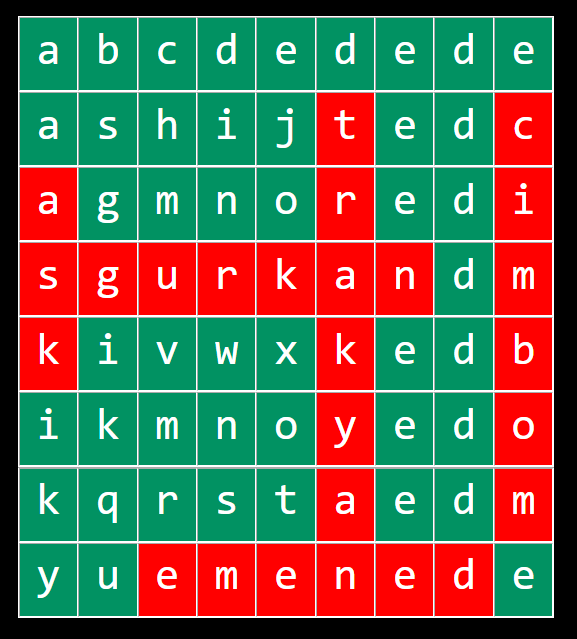 a b c d e d e d e
a s h i j t e d c
a g m n o r e d i
s g u r k a n d m
k i v w x k e d b
i k m n o y e d o
k q r s t a e d m
y u e m e n e d e